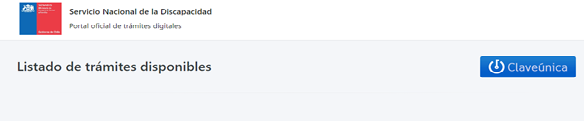 Servicio Nacional de la Discapacidad
Portal oficial de trámites digitales
Listado de trámites disponibles
ClaveÚnica